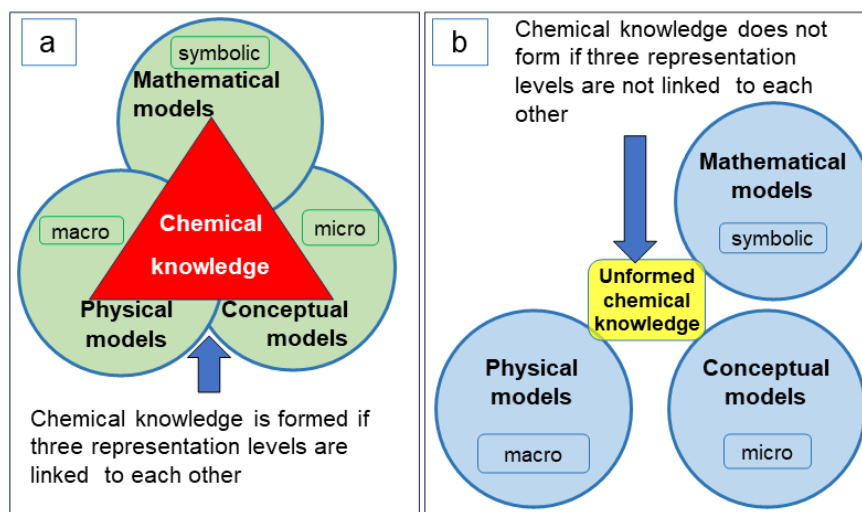 a
symbolic
Mathematical
models
macro
micro
Chemical
knowledge
Physical
models
Conceptual
models
Chemical knowledge is formed if
three representation levels are
linked to each other
b
Chemical knowledge does not
form if three representation
levels are not linked to each
other
Mathematical
models
symbolic
Unformed
chemical
knowledge
Physical
models
macro
Conceptual
models
micro